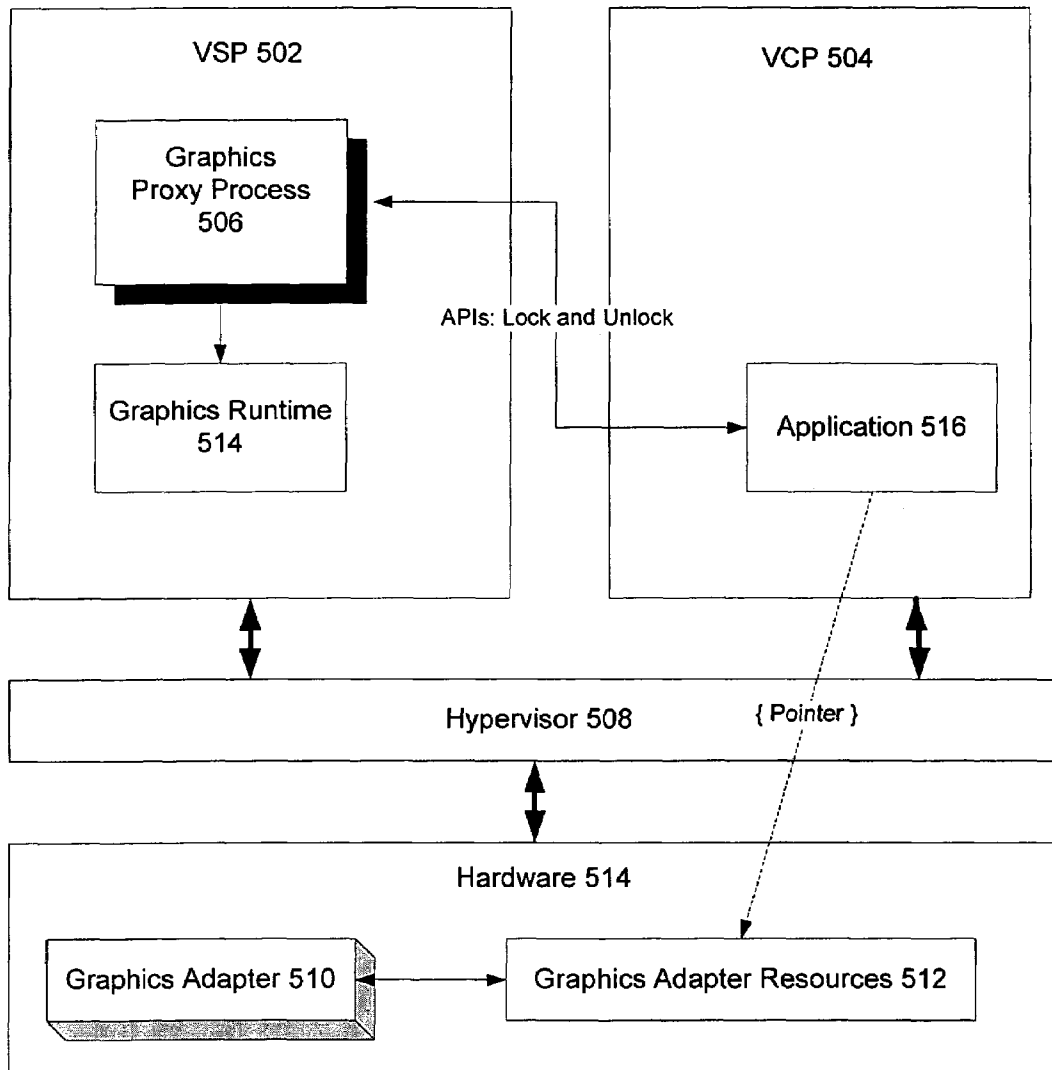 VSP 502
VCP 504
Graphics
Proxy Process
506
APIs: Lock and Unlock
Graphics Runtime
514
Application 516
Hypervisor 508
{ Pointer }
Hardware 514
Graphics Adapter 510
Graphics Adapter Resources 512